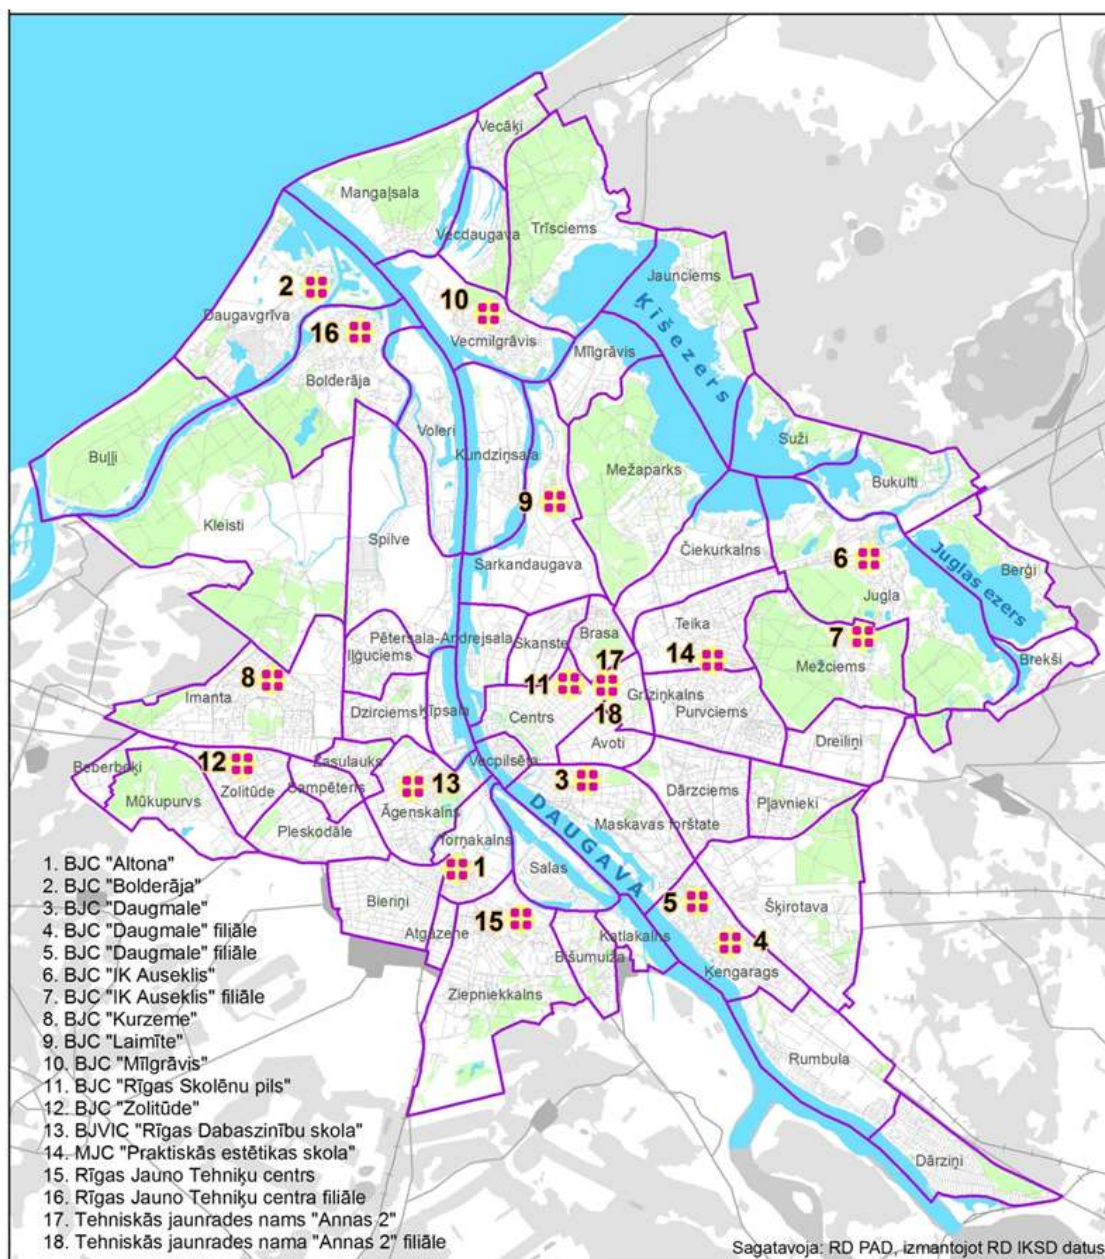 Vecāķi
Mangaļsala
Vecdaugava
Trīsciems
Jaunciems
2
10
Daugavgrīva
16
Vecmīlgrāvis
Mīlgrāvis
Ķīšezers
Bolderāja
Voleri
Suži
Buļļi
Kundziņsala
Mežaparks
Bukulti
9
Kleisti
Spilve
Čiekurkalns
6
Sarkandaugava
Juglas ezers
Berģi
Jugla
Teika
Pētersala-Andrejsala
Skanste
Brasa
7
Iļģuciems
17
14
Mežciems
Brekši
8
11
Imanta
Grīziņkalns
Dzirciems
Ķīpsala
Centrs
18
Purvciems
Avoti
Dreiliņi
Zasulauks
Vecpilsēta
Beberbeķi
12
Zolitūde
Sampēteris
13
3
Dārzciems
Pļavnieki
Mūkupurvs
Āgenskalns
DAUGAVA
Maskavas forštate
Pleskodāle
Torņakalns
1
Salas
Bieriņi
5
Šķirotava
15
Atgāzene
Katlakalns
4
Bišumuiža
Ķengarags
Ziepniekkalns
Rumbula
Dārziņi
1. BJC "Altona"
2. BJC "Bolderāja"
3. BJC "Daugmale"
4. BJC "Daugmale" filiāle
5. BJC "Daugmale" filiāle
6. BJC "IK Auseklis"
7. BJC "IK Auseklis" filiāle
8. BJC "Kurzeme"
9. BJC "Laimīte"
10. BJC "Mīlgrāvis"
11. BJC "Rīgas Skolēnu pils"
12. BJC "Zolitūde"
13. BJVIC "Rīgas Dabaszinību skola"
14. MJC "Praktiskās estētikas skola"
15. Rīgas Jauno Tehniķu centrs
16. Rīgas Jauno Tehniķu centra filiāle
17. Tehniskās jaunrades nams "Annas 2"
18. Tehniskās jaunrades nama "Annas 2" filiāle
Sagatavoja: RD PAD, izmantojot RD IKSD datus